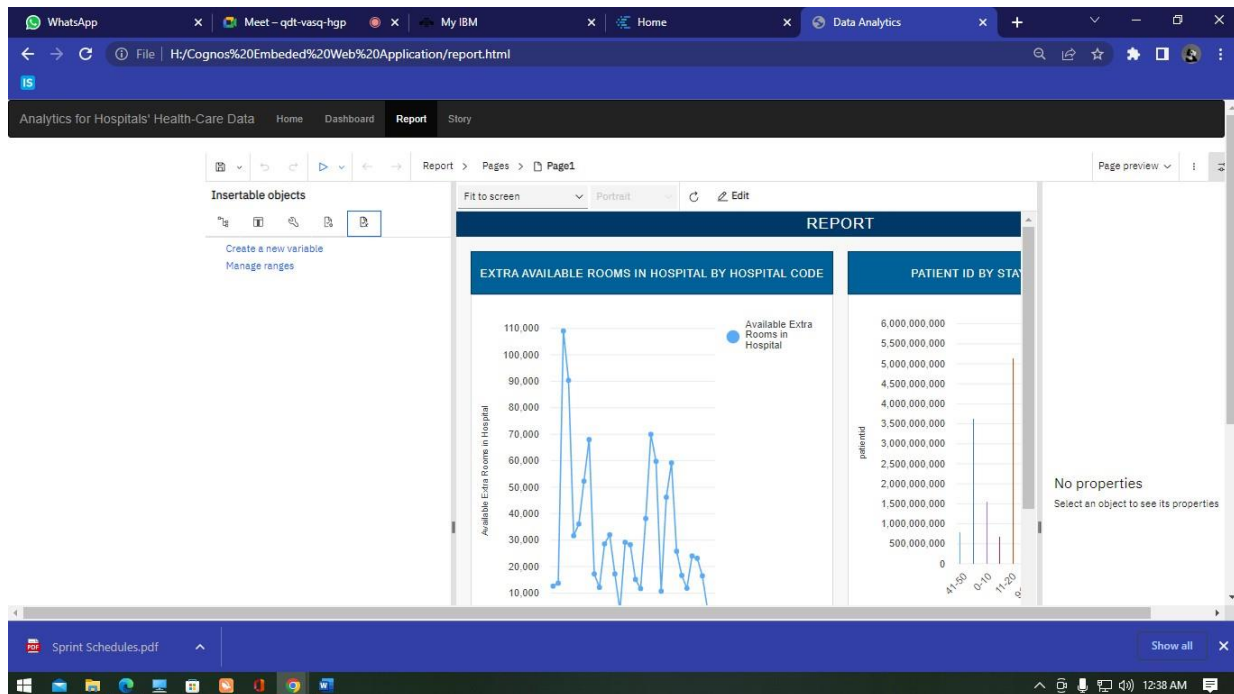 WhatsApp
Meet – qdt-vasq-hgp
My IBM
Home
Data Analytics
File | H:/Cognos%20Embeded%20Web%20Application/report.html
IS
Analytics for Hospitals' Health-Care Data Home Dashboard Report Story
Report > Pages > Page1
Page preview
Insertable objects
Fit to screen
Portrait
Edit
Create a new variable
Manage ranges
REPORT
EXTRA AVAILABLE ROOMS IN HOSPITAL BY HOSPITAL CODE
110,000
100,000
90,000
80,000
70,000
60,000
50,000
40,000
30,000
20,000
10,000
Available Extra Rooms in Hospital
Available Extra
Rooms in
Hospital
PATIENT ID BY STA
6,000,000,000
5,500,000,000
5,000,000,000
4,500,000,000
4,000,000,000
3,500,000,000
3,000,000,000
2,500,000,000
2,000,000,000
1,500,000,000
1,000,000,000
500,000,000
0
patientid
41-50
0-10
11-20
No properties
Select an object to see its properties
PDF
Sprint Schedules.pdf
Show all
12:38 AM